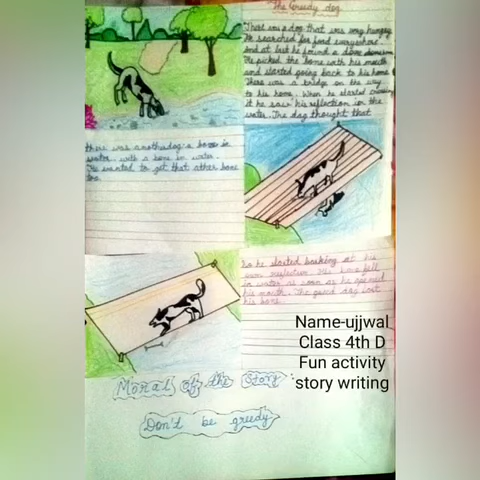 The Greedy dog
There was a dog that was very hungry.
He searched for food everywhere.
And at last he found a bone
He picked the bone with his mouth
and started going back to his home.
There was a bridge on the way
to his home. When he started crossing
it he saw his reflection in the
water. The dog thought that
there was another dog's in
water with a bone in water.
He wanted to get that other bone
too.
So he started barking at his
own reflection. His bone fell
in water as soon as he opened
his mouth. The dog lost
his bone.
Moral of the story:
Don't be greedy
Name-ujjwal
Class 4th D
Fun activity
story writing